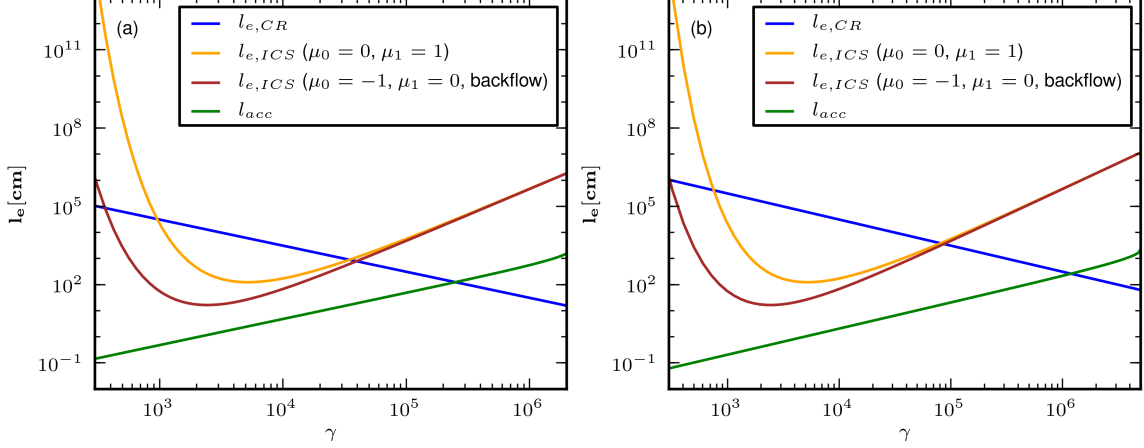 (a)
l_{e,CR}
l_{e,ICS} (μ_0 = 0, μ_1 = 1)
l_{e,ICS} (μ_0 = −1, μ_1 = 0, backflow)
l_{acc}
10^{11}
10^8
10^5
10^2
10^{−1}
l_e[cm]
10^3
10^4
10^5
10^6
γ
(b)
l_{e,CR}
l_{e,ICS} (μ_0 = 0, μ_1 = 1)
l_{e,ICS} (μ_0 = −1, μ_1 = 0, backflow)
l_{acc}
10^{11}
10^8
10^5
10^2
10^{−1}
l_e[cm]
10^3
10^4
10^5
10^6
γ